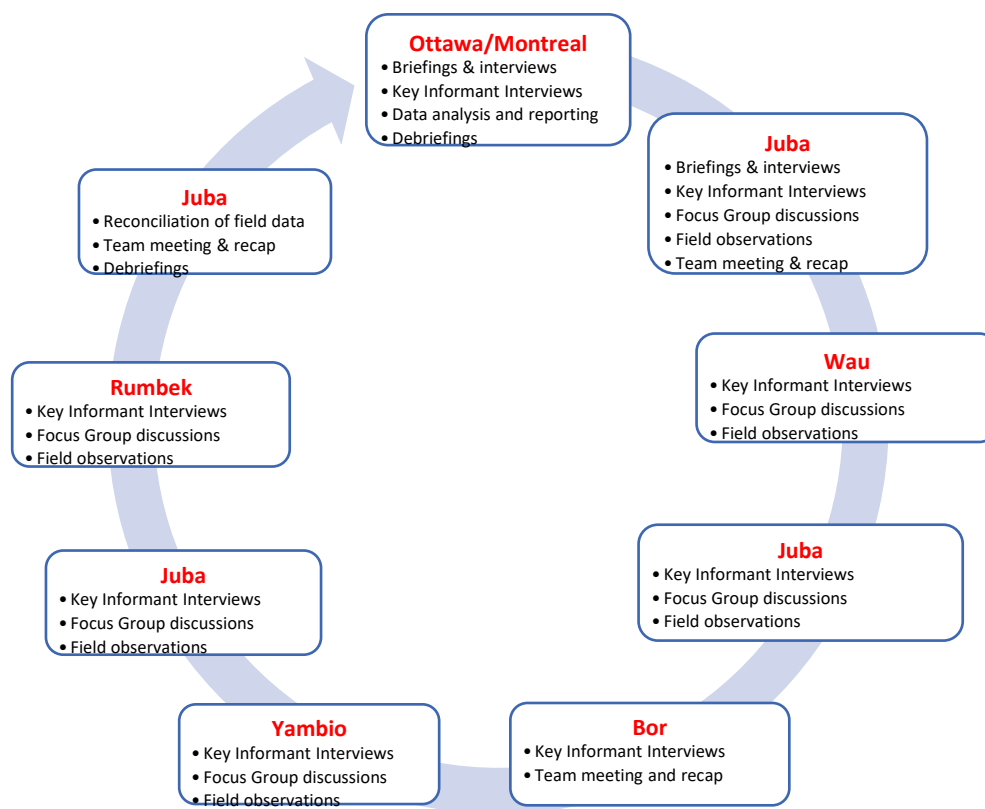 Ottawa/Montreal
• Briefings & interviews
• Key Informant Interviews
• Data analysis and reporting
• Debriefings
Juba
• Briefings & interviews
• Key Informant Interviews
• Focus Group discussions
• Field observations
• Team meeting & recap
Wau
• Key Informant Interviews
• Focus Group discussions
• Field observations
Juba
• Key Informant Interviews
• Focus Group discussions
• Field observations
Bor
• Key Informant Interviews
• Team meeting and recap
Yambio
• Key Informant Interviews
• Focus Group discussions
• Field observations
Juba
• Key Informant Interviews
• Focus Group discussions
• Field observations
Rumbek
• Key Informant Interviews
• Focus Group discussions
• Field observations
Juba
• Reconciliation of field data
• Team meeting & recap
• Debriefings